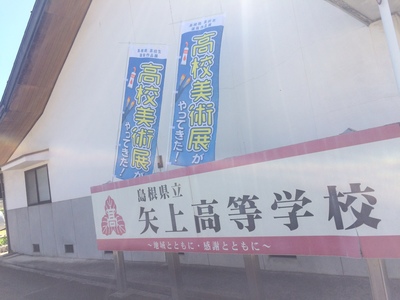 高校美術展が
やってきた!
高校美術展が
やってきた!
島根県立
矢上高等学校
～地域とともに・感謝とともに～